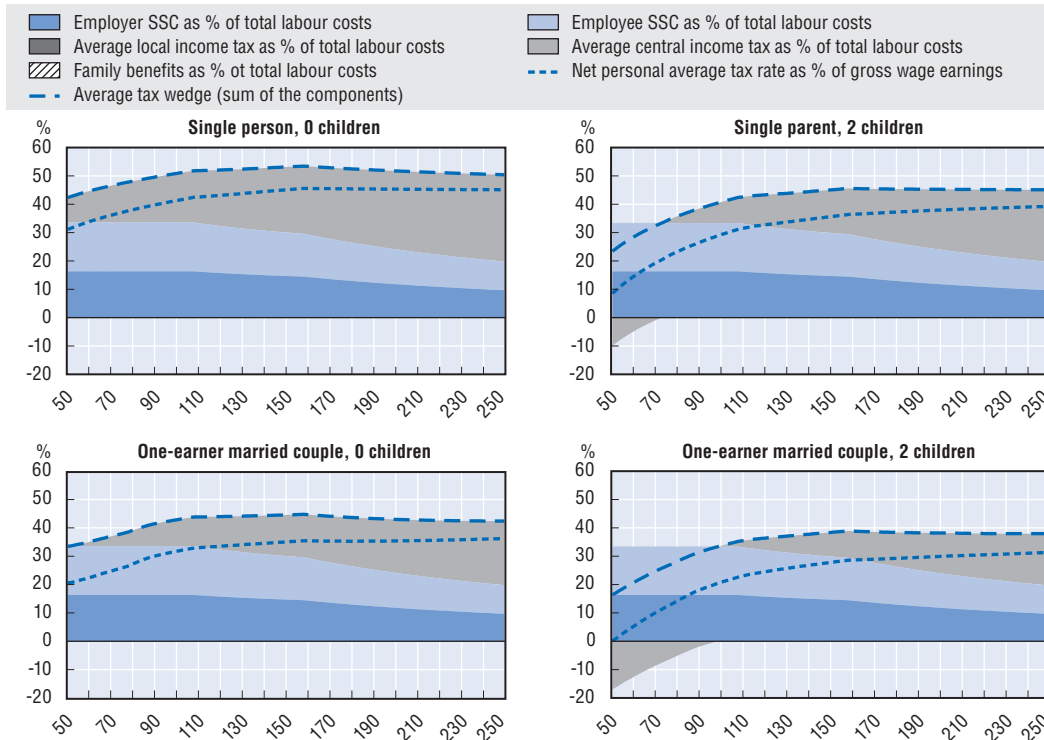 Employer SSC as % of total labour costs
Employee SSC as % of total labour costs
Average local income tax as % of total labour costs
Average central income tax as % of total labour costs
Family benefits as % ot total labour costs
Net personal average tax rate as % of gross wage earnings
Average tax wedge (sum of the components)
% Single person, 0 children
60
50
40
30
20
10
0
-10
-20
50 70 90 110 130 150 170 190 210 230 250
% Single parent, 2 children
60
50
40
30
20
10
0
-10
-20
50 70 90 110 130 150 170 190 210 230 250
% One-earner married couple, 0 children
60
50
40
30
20
10
0
-10
-20
50 70 90 110 130 150 170 190 210 230 250
% One-earner married couple, 2 children
60
50
40
30
20
10
0
-10
-20
50 70 90 110 130 150 170 190 210 230 250